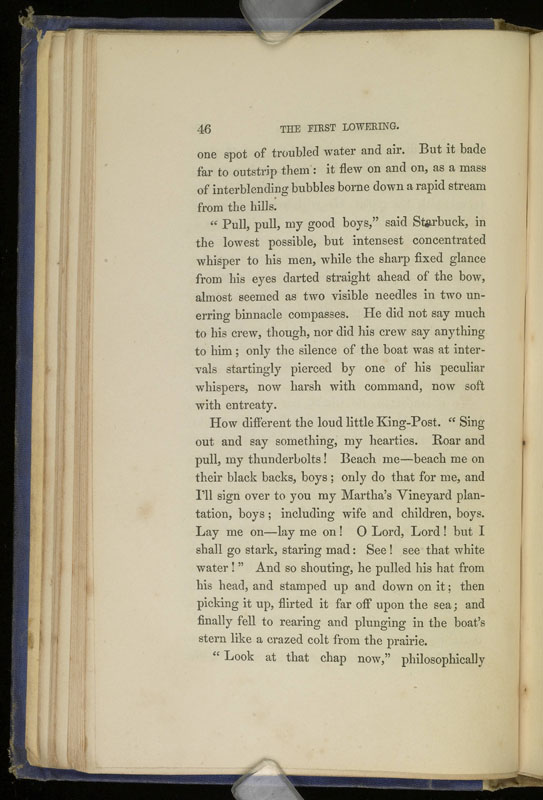 46 THE FIRST LOWERING.
one spot of troubled water and air. But it bade
far to outstrip them : it flew on and on, as a mass
of interblending bubbles borne down a rapid stream
from the hills.
“ Pull, pull, my good boys,” said Starbuck, in
the lowest possible, but intensest concentrated
whisper to his men, while the sharp fixed glance
from his eyes darted straight ahead of the bow,
almost seemed as two visible needles in two un-
erring binnacle compasses. He did not say much
to his crew, though, nor did his crew say anything
to him ; only the silence of the boat was at inter-
vals startingly pierced by one of his peculiar
whispers, now harsh with command, now soft
with entreaty.
How different the loud little King-Post. “ Sing
out and say something, my hearties. Roar and
pull, my thunderbolts ! Beach me—beach me on
their black backs, boys ; only do that for me, and
I’ll sign over to you my Martha’s Vineyard plan-
tation, boys ; including wife and children, boys.
Lay me on—lay me on ! O Lord, Lord ! but I
shall go stark, staring mad : See ! see that white
water ! ” And so shouting, he pulled his hat from
his head, and stamped up and down on it ; then
picking it up, flirted it far off upon the sea ; and
finally fell to rearing and plunging in the boat’s
stern like a crazed colt from the prairie.
“ Look at that chap now,” philosophically